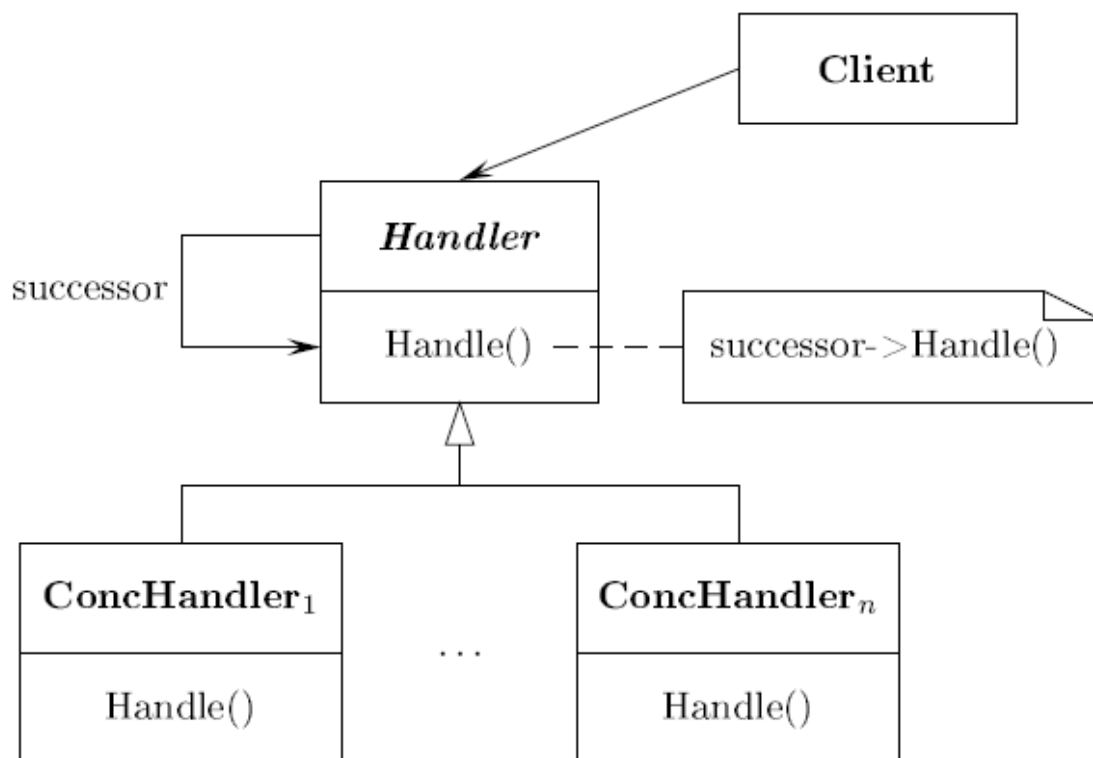 Client
Handler
successor
Handle()
successor->Handle()
ConcHandler₁
ConcHandlerₙ
...
Handle()
Handle()